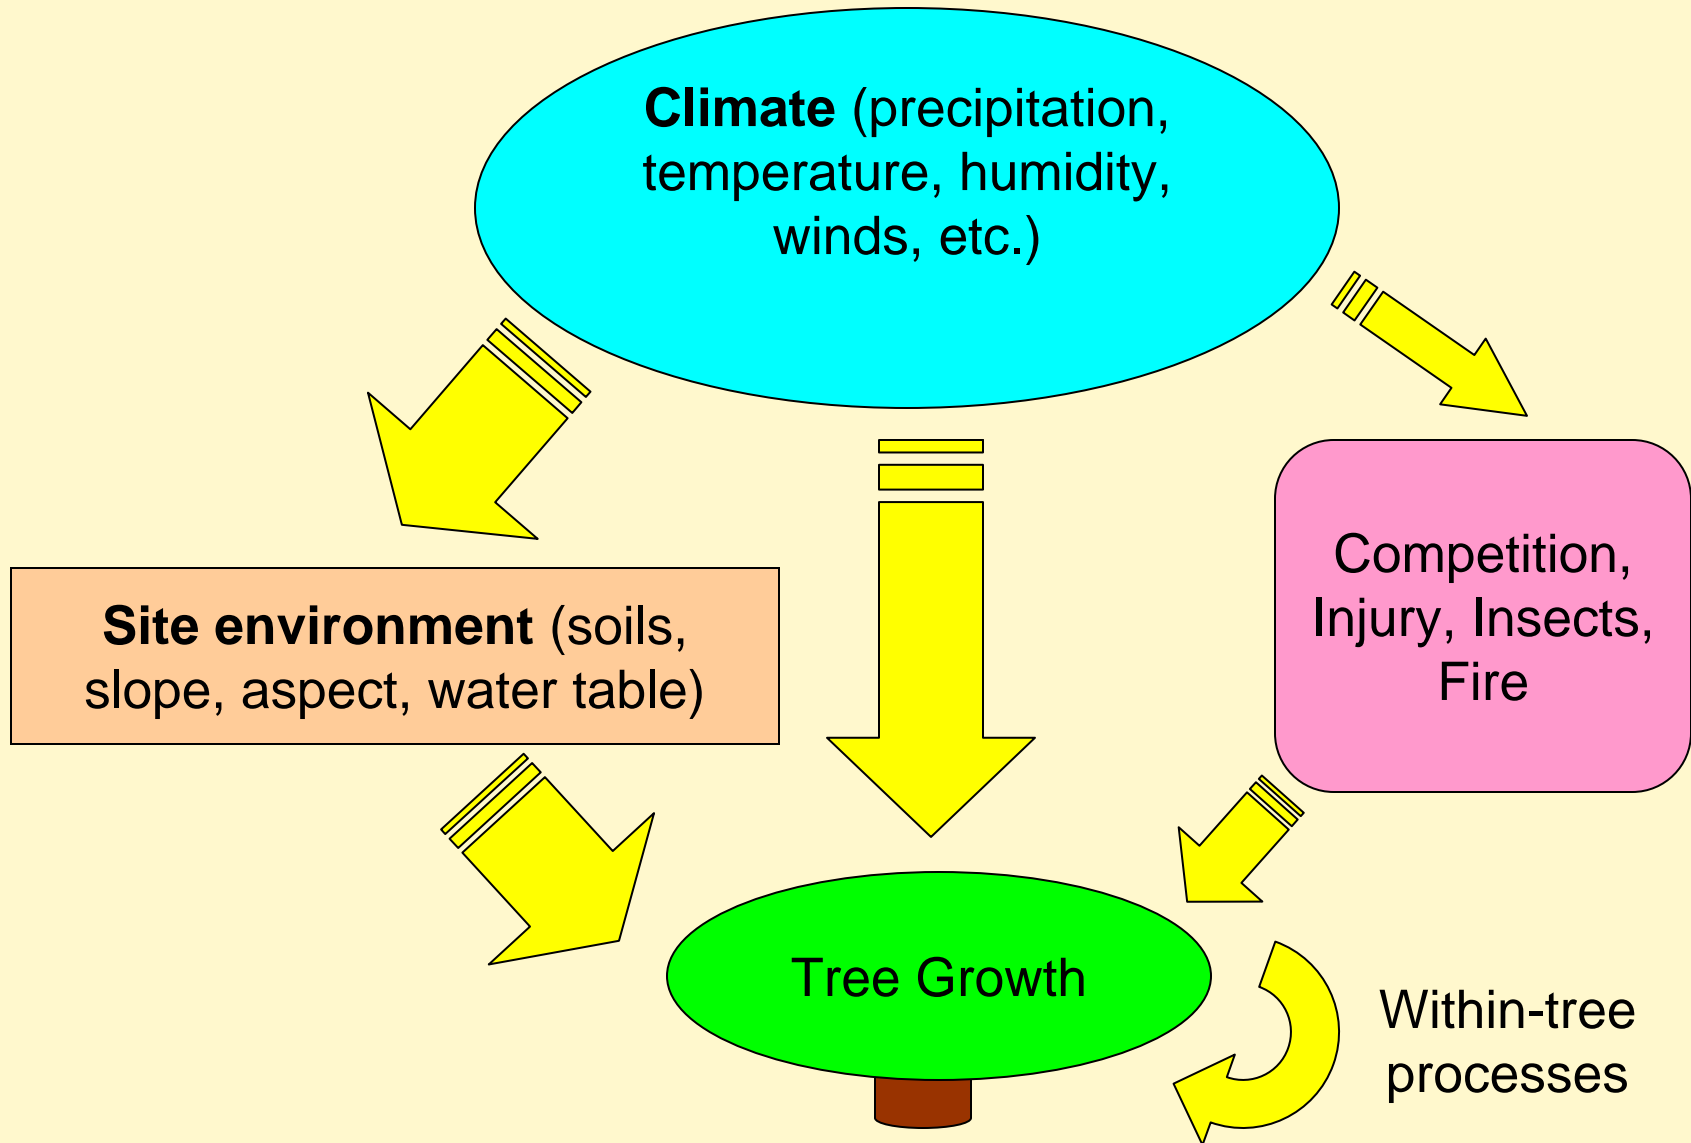 Climate (precipitation,
temperature, humidity,
winds, etc.)
Site environment (soils,
slope, aspect, water table)
Competition,
Injury, Insects,
Fire
Tree Growth
Within-tree
processes